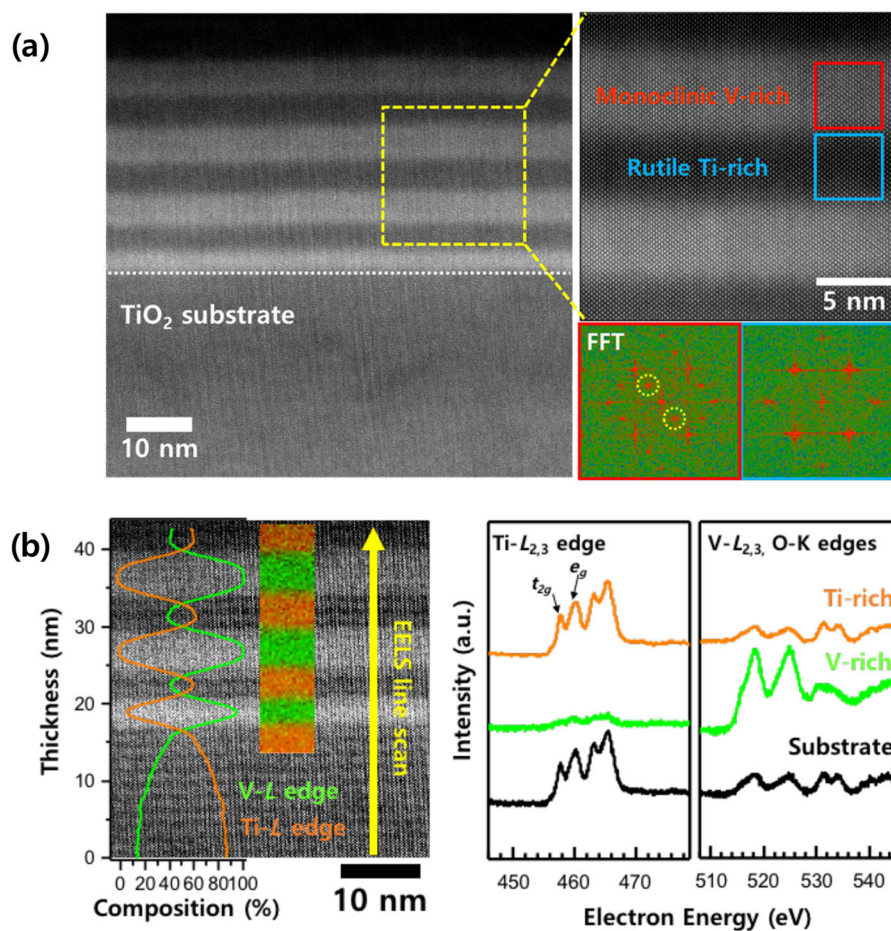 (a)
Monoclinic V-rich
Rutile Ti-rich
5 nm
TiO₂ substrate
10 nm
FFT
(b)
40
30
20
10
0
Thickness (nm)
0 20 40 60 80 100
Composition (%)
V-L edge
Ti-L edge
EELS line scan
10 nm
Intensity (a.u.)
Ti-L₂,₃ edge
t₂g
e_g
450 460 470
V-L₂,₃, O-K edges
Ti-rich
V-rich
Substrate
510 520 530 540
Electron Energy (eV)